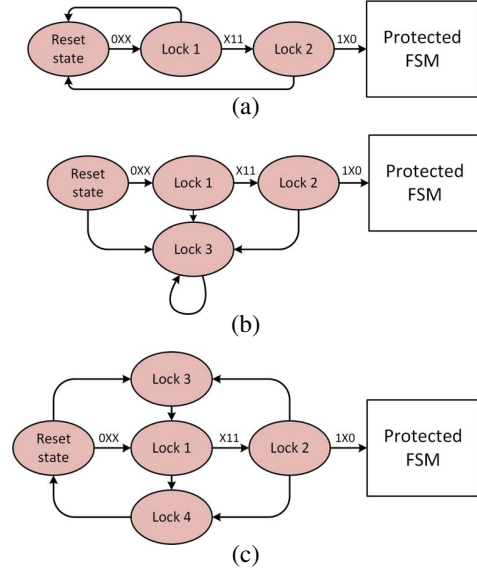 Reset
state
0XX
Lock 1
X11
Lock 2
1X0
Protected
FSM
(a)
Reset
state
0XX
Lock 1
X11
Lock 2
1X0
Protected
FSM
Lock 3
(b)
Lock 3
Reset
state
0XX
Lock 1
X11
Lock 2
1X0
Protected
FSM
Lock 4
(c)